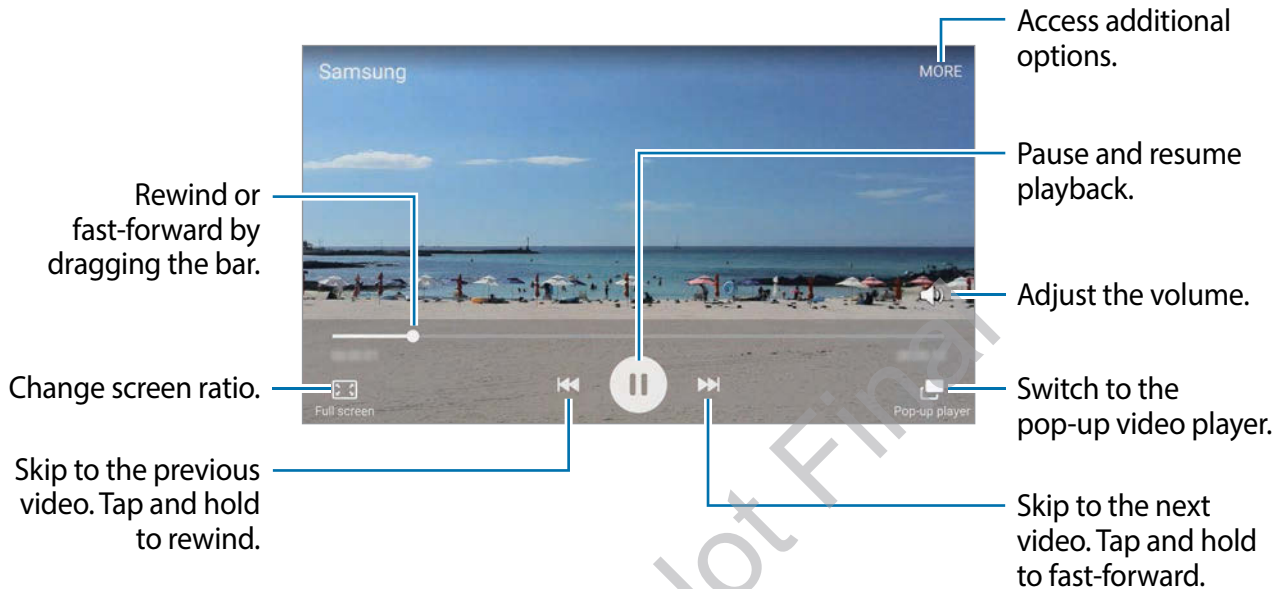 Access additional
options.
Samsung
MORE
Pause and resume
playback.
Rewind or
fast-forward by
dragging the bar.
Adjust the volume.
Change screen ratio.
Full screen
Pop-up player
Switch to the
pop-up video player.
Skip to the previous
video. Tap and hold
to rewind.
Skip to the next
video. Tap and hold
to fast-forward.
Not Final